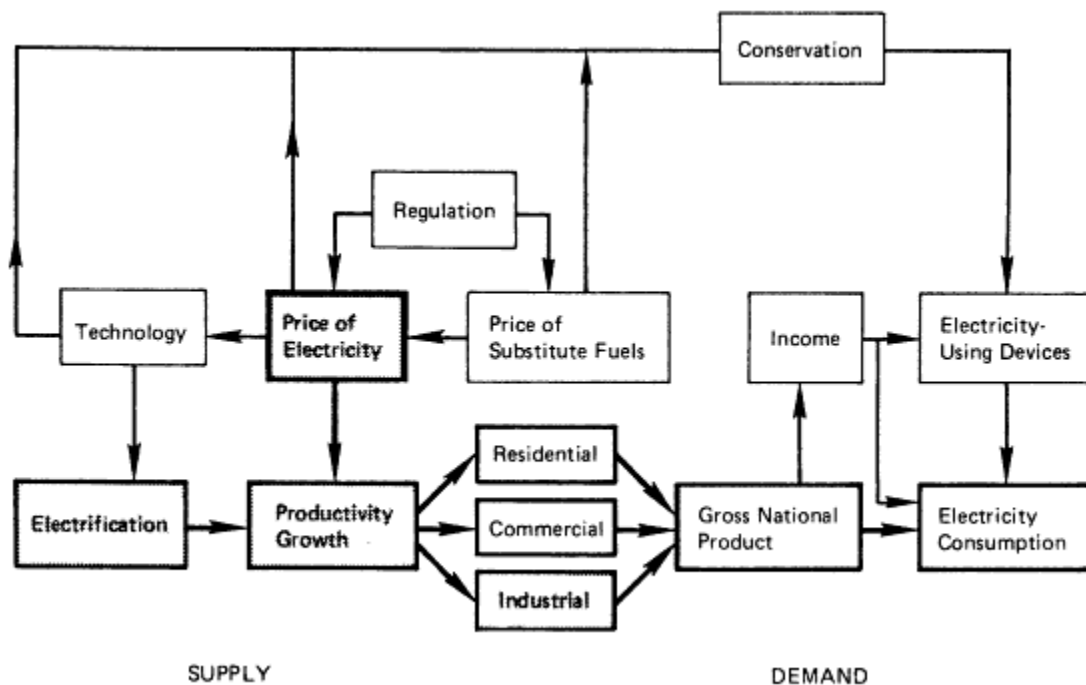 Conservation
Regulation
Technology
Price of
Electricity
Price of
Substitute Fuels
Income
Electricity-
Using Devices
Residential
Electrification
Productivity
Growth
Commercial
Gross National
Product
Electricity
Consumption
Industrial
SUPPLY
DEMAND